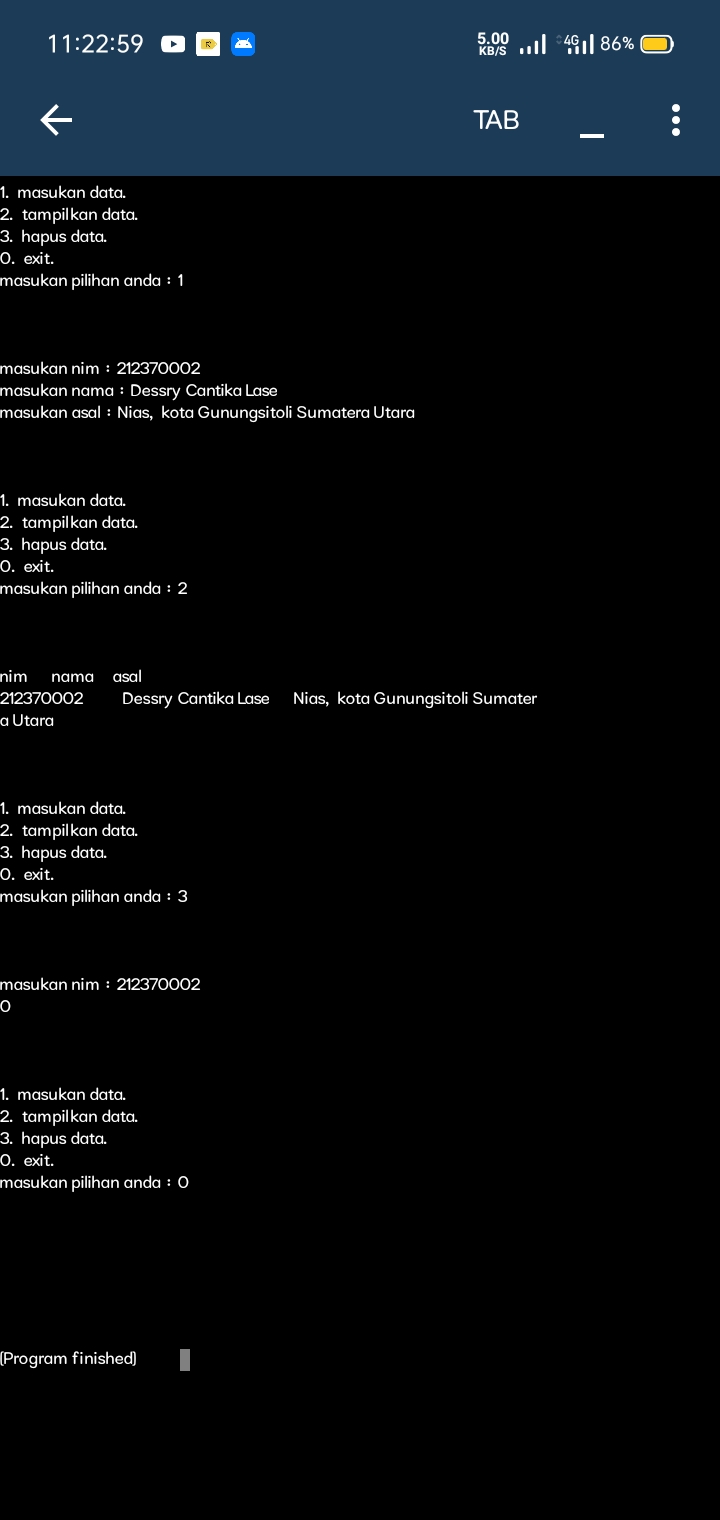 11:22:59 5.00 KB/S 4G 86%
TAB
1. masukan data.
2. tampilkan data.
3. hapus data.
0. exit.
masukan pilihan anda : 1
masukan nim : 212370002
masukan nama : Dessry Cantika Lase
masukan asal : Nias, kota Gunungsitoli Sumatera Utara
1. masukan data.
2. tampilkan data.
3. hapus data.
0. exit.
masukan pilihan anda : 2
nim nama asal
212370002 Dessry Cantika Lase Nias, kota Gunungsitoli Sumater
a Utara
1. masukan data.
2. tampilkan data.
3. hapus data.
0. exit.
masukan pilihan anda : 3
masukan nim : 212370002
0
1. masukan data.
2. tampilkan data.
3. hapus data.
0. exit.
masukan pilihan anda : 0
(Program finished)